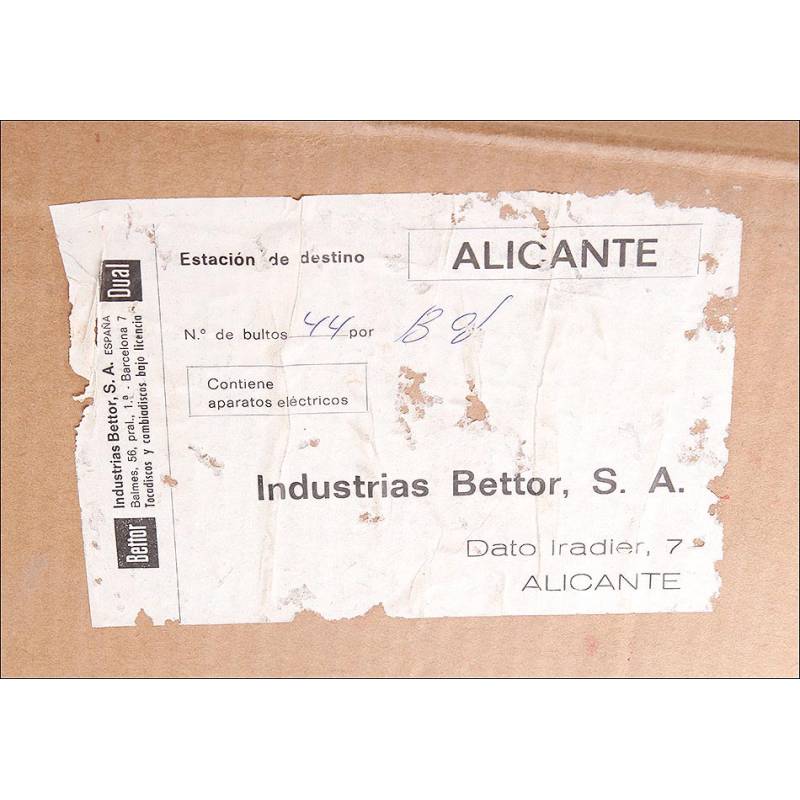 Estación de destino
ALICANTE
N.º de bultos 44 por B
Contiene
aparatos eléctricos
Industrias Bettor, S. A.
Dato Iradier, 7
ALICANTE
Bettor Dual
Industrias Bettor, S. A. ESPAÑA
Balmes, 56, pral., 1.ª - Barcelona 7
Tocadiscos y cambiadiscos bajo licencia